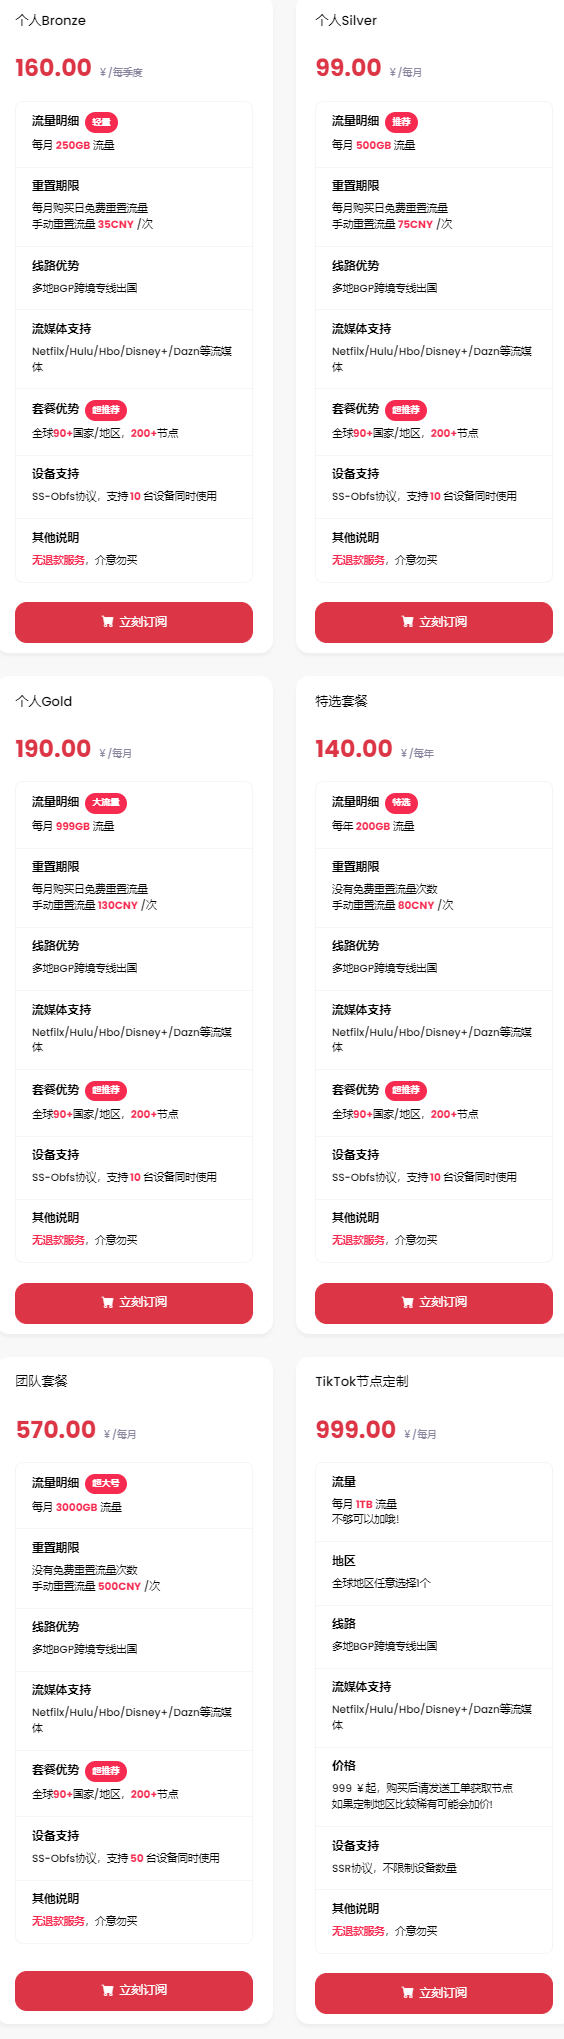 个人Bronze
160.00 ¥ /每季度
流量明细 轻量
每月 250GB 流量
重置期限
每月购买日免费重置流量
手动重置流量 35CNY /次
线路优势
多地BGP跨境专线出国
流媒体支持
Netfilx/Hulu/Hbo/Disney+/Dazn等流媒
体
套餐优势 超推荐
全球90+国家/地区，200+节点
设备支持
SS-Obfs协议，支持 10 台设备同时使用
其他说明
无退款服务，介意勿买
立刻订阅
个人Silver
99.00 ¥ /每月
流量明细 推荐
每月 500GB 流量
重置期限
每月购买日免费重置流量
手动重置流量 75CNY /次
线路优势
多地BGP跨境专线出国
流媒体支持
Netfilx/Hulu/Hbo/Disney+/Dazn等流媒
体
套餐优势 超推荐
全球90+国家/地区，200+节点
设备支持
SS-Obfs协议，支持 10 台设备同时使用
其他说明
无退款服务，介意勿买
立刻订阅
个人Gold
190.00 ¥ /每月
流量明细 大流量
每月 999GB 流量
重置期限
每月购买日免费重置流量
手动重置流量 130CNY /次
线路优势
多地BGP跨境专线出国
流媒体支持
Netfilx/Hulu/Hbo/Disney+/Dazn等流媒
体
套餐优势 超推荐
全球90+国家/地区，200+节点
设备支持
SS-Obfs协议，支持 10 台设备同时使用
其他说明
无退款服务，介意勿买
立刻订阅
特选套餐
140.00 ¥ /每年
流量明细 特选
每年 200GB 流量
重置期限
没有免费重置流量次数
手动重置流量 80CNY /次
线路优势
多地BGP跨境专线出国
流媒体支持
Netfilx/Hulu/Hbo/Disney+/Dazn等流媒
体
套餐优势 超推荐
全球90+国家/地区，200+节点
设备支持
SS-Obfs协议，支持 10 台设备同时使用
其他说明
无退款服务，介意勿买
立刻订阅
团队套餐
570.00 ¥ /每月
流量明细 超大号
每月 3000GB 流量
重置期限
没有免费重置流量次数
手动重置流量 500CNY /次
线路优势
多地BGP跨境专线出国
流媒体支持
Netfilx/Hulu/Hbo/Disney+/Dazn等流媒
体
套餐优势 超推荐
全球90+国家/地区，200+节点
设备支持
SS-Obfs协议，支持 50 台设备同时使用
其他说明
无退款服务，介意勿买
立刻订阅
TikTok节点定制
999.00 ¥ /每月
流量
每月 1TB 流量
不够可以加哦！
地区
全球地区任意选择1个
线路
多地BGP跨境专线出国
流媒体支持
Netfilx/Hulu/Hbo/Disney+/Dazn等流媒
体
价格
999 ¥ 起，购买后请发送工单获取节点
如果定制地区比较稀有可能会加价!
设备支持
SSR协议，不限制设备数量
其他说明
无退款服务，介意勿买
立刻订阅